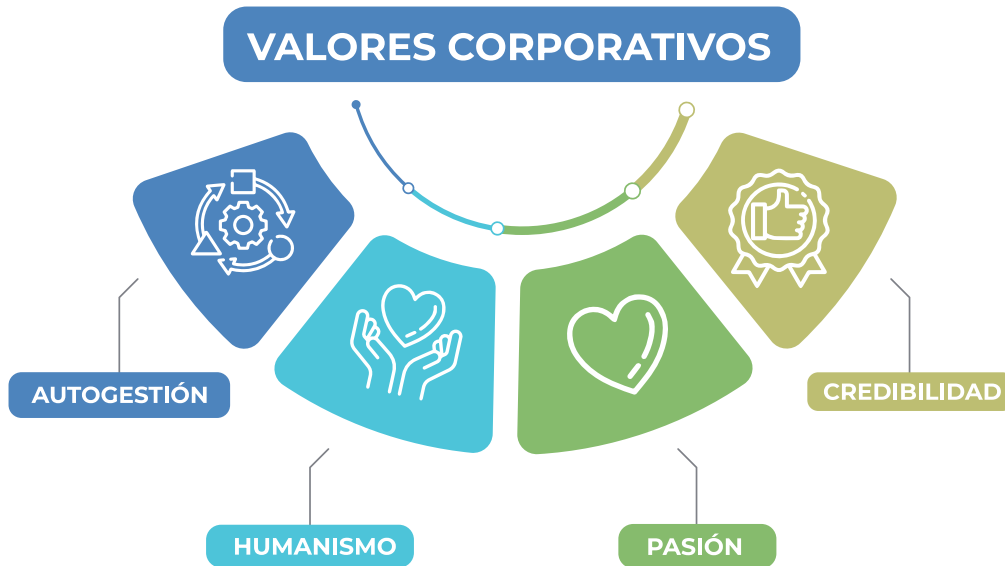 VALORES CORPORATIVOS
AUTOGESTIÓN
HUMANISMO
PASIÓN
CREDIBILIDAD